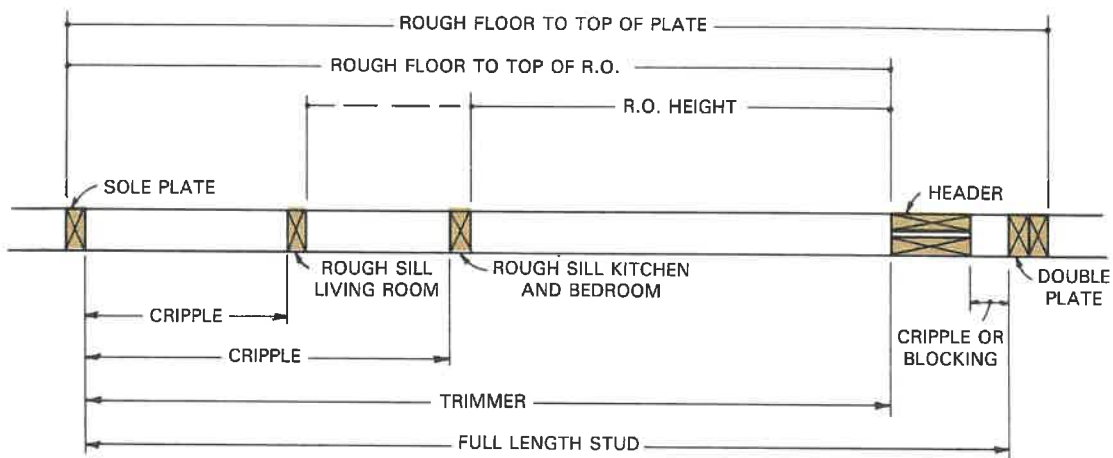 ROUGH FLOOR TO TOP OF PLATE
ROUGH FLOOR TO TOP OF R.O.
R.O. HEIGHT
SOLE PLATE
HEADER
ROUGH SILL
LIVING ROOM
ROUGH SILL KITCHEN
AND BEDROOM
DOUBLE
PLATE
CRIPPLE
CRIPPLE OR
BLOCKING
CRIPPLE
TRIMMER
FULL LENGTH STUD